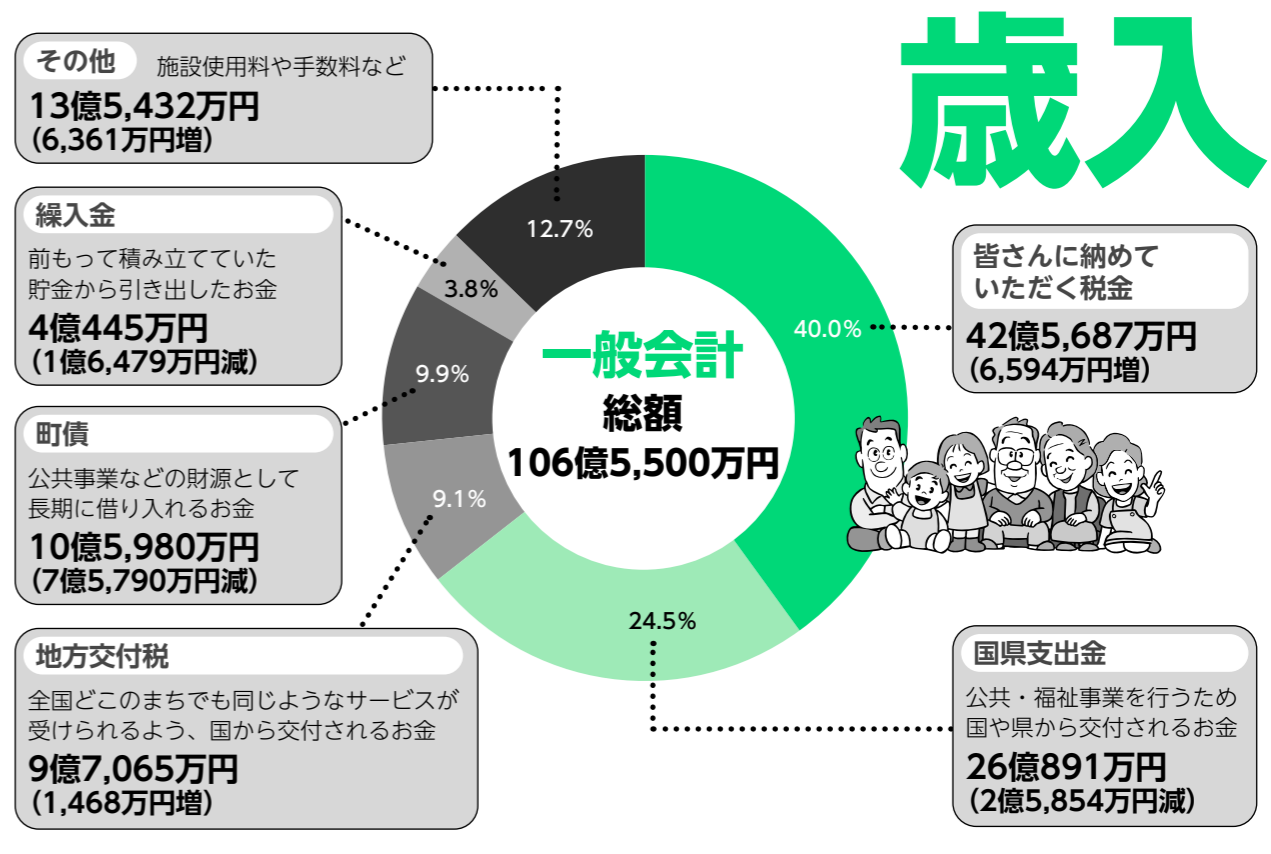 歳入
その他 施設使用料や手数料など
13億5,432万円
(6,361万円増)
繰入金
前もって積み立てていた
貯金から引き出したお金
4億445万円
(1億6,479万円減)
町債
公共事業などの財源として
長期に借り入れるお金
10億5,980万円
(7億5,790万円減)
地方交付税
全国どこのまちでも同じようなサービスが
受けられるよう、国から交付されるお金
9億7,065万円
(1,468万円増)
12.7%
3.8%
9.9%
9.1%
24.5%
40.0%
一般会計
総額
106億5,500万円
皆さんに納めて
いただく税金
42億5,687万円
(6,594万円増)
国県支出金
公共・福祉事業を行うため
国や県から交付されるお金
26億891万円
(2億5,854万円減)